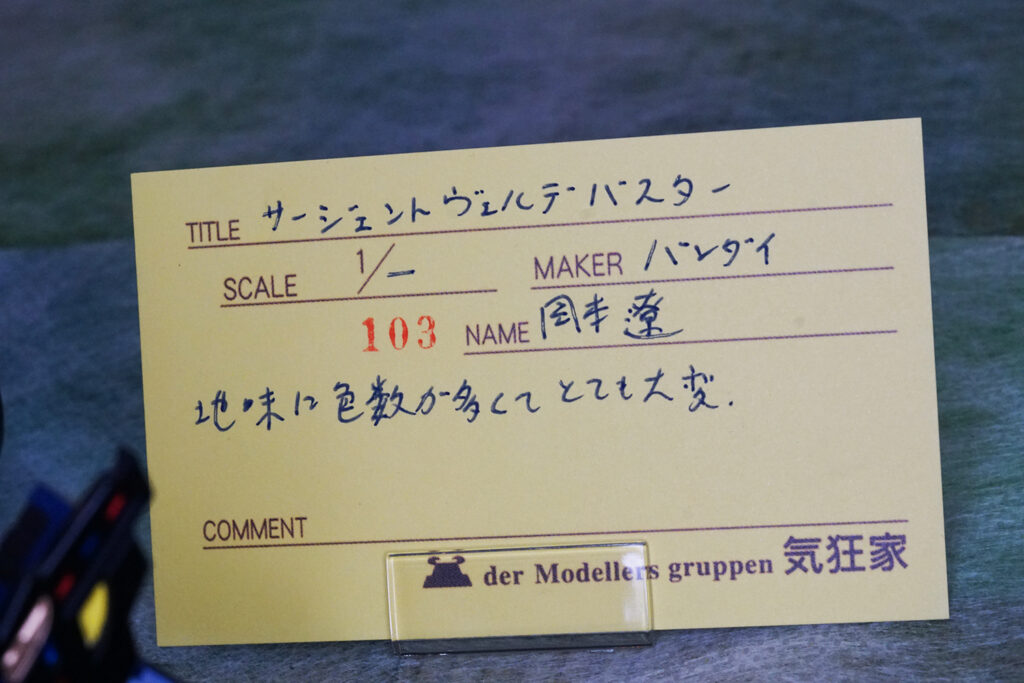 TITLE サージェントヴェルデバスター
SCALE 1/— MAKER バンダイ
103 NAME 岡本 遼
地味に色数が多くてとても大変.
COMMENT
der Modellers gruppen 気狂家